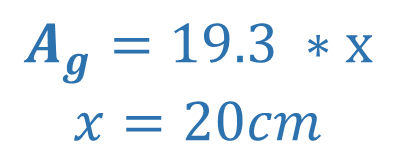 A_g = 19.3 * x
x = 20cm